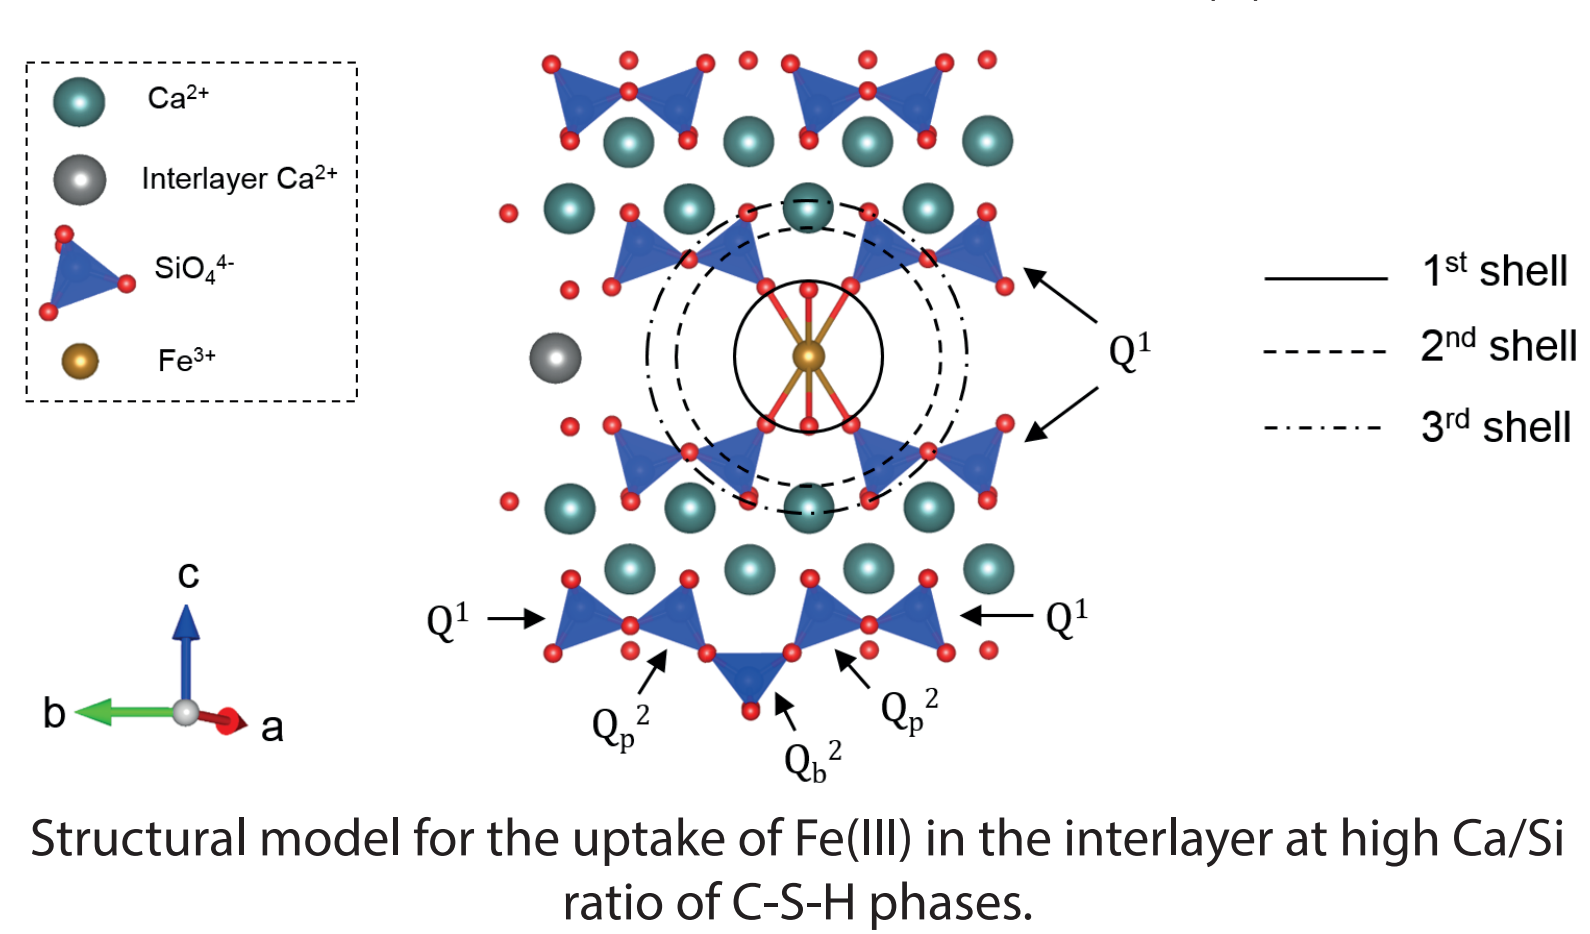 Ca²⁺
Interlayer Ca²⁺
SiO₄⁴⁻
Fe³⁺
1ˢᵗ shell
2ⁿᵈ shell
3ʳᵈ shell
Q¹
Q¹
Q¹
Qₚ²
Qₚ²
Q_b²
c
b
a
Structural model for the uptake of Fe(III) in the interlayer at high Ca/Si
ratio of C-S-H phases.